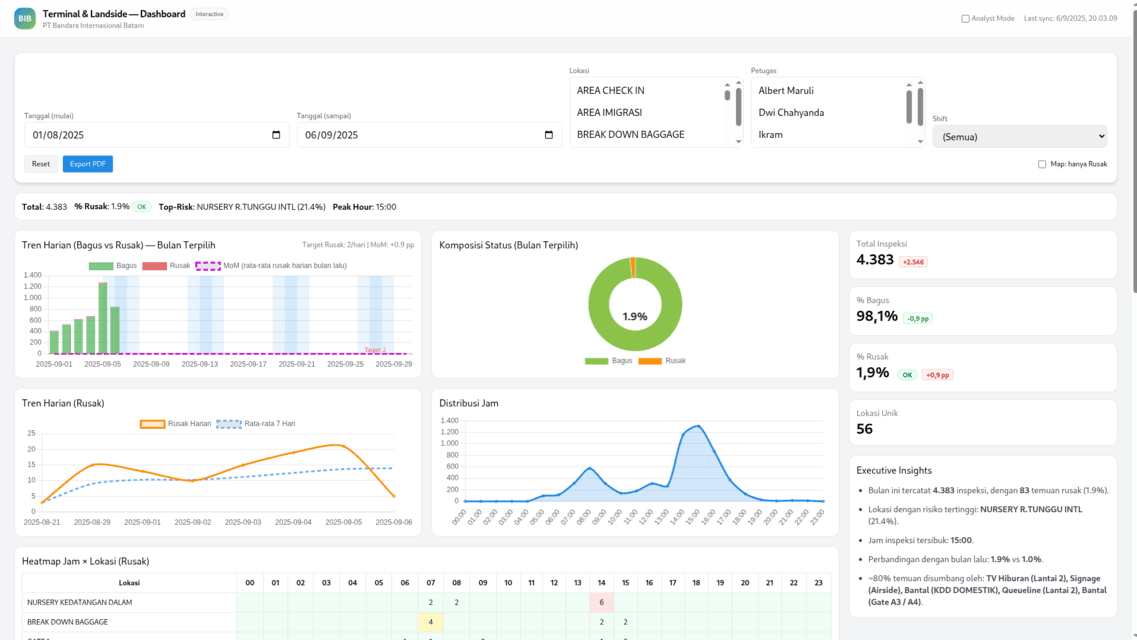 BIB
Terminal & Landside — Dashboard
Interactive
PT Bandara Internasional Batam
Analyst Mode
Last sync: 6/9/2025, 20.03.09
Tanggal (mulai)
01/08/2025
Tanggal (sampai)
06/09/2025
Lokasi
AREA CHECK IN
AREA IMIGRASI
BREAK DOWN BAGGAGE
Petugas
Albert Maruli
Dwi Chahyanda
Ikram
Shift
(Semua)
Reset
Export PDF
Map: hanya Rusak
Total: 4.383 % Rusak: 1.9% OK Top-Risk: NURSERY R.TUNGGU INTL (21.4%) Peak Hour: 15:00
Tren Harian (Bagus vs Rusak) — Bulan Terpilih
Target Rusak: 2/hari | MoM: +0.9 pp
Bagus Rusak MoM (rata-rata rusak harian bulan lalu)
1.400
1.200
1.000
800
600
400
200
0
Target: 2
2025-09-01 2025-09-05 2025-09-09 2025-09-13 2025-09-17 2025-09-21 2025-09-25 2025-09-29
Komposisi Status (Bulan Terpilih)
1.9%
Bagus Rusak
Total Inspeksi
4.383 +2.546
% Bagus
98,1% -0,9 pp
% Rusak
1,9% OK +0,9 pp
Lokasi Unik
56
Tren Harian (Rusak)
Rusak Harian Rata-rata 7 Hari
25
20
15
10
5
0
2025-08-21 2025-08-29 2025-09-01 2025-09-02 2025-09-03 2025-09-04 2025-09-05 2025-09-06
Distribusi Jam
1.400
1.200
1.000
800
600
400
200
0
00:00 01:00 02:00 03:00 04:00 05:00 06:00 07:00 08:00 09:00 10:00 11:00 12:00 13:00 14:00 15:00 16:00 17:00 18:00 19:00 20:00 21:00 22:00 23:00
Executive Insights
Bulan ini tercatat 4.383 inspeksi, dengan 83 temuan rusak (1.9%).
Lokasi dengan risiko tertinggi: NURSERY R.TUNGGU INTL
(21.4%).
Jam inspeksi tersibuk: 15:00.
Perbandingan dengan bulan lalu: 1.9% vs 1.0%.
~80% temuan disumbang oleh: TV Hiburan (Lantai 2), Signage
(Airside), Bantal (KDD DOMESTIK), Queueline (Lantai 2), Bantal
(Gate A3 / A4).
Heatmap Jam × Lokasi (Rusak)
Lokasi 00 01 02 03 04 05 06 07 08 09 10 11 12 13 14 15 16 17 18 19 20 21 22 23
NURSERY KEDATANGAN DALAM 2 2 6
BREAK DOWN BAGGAGE 4 2 2